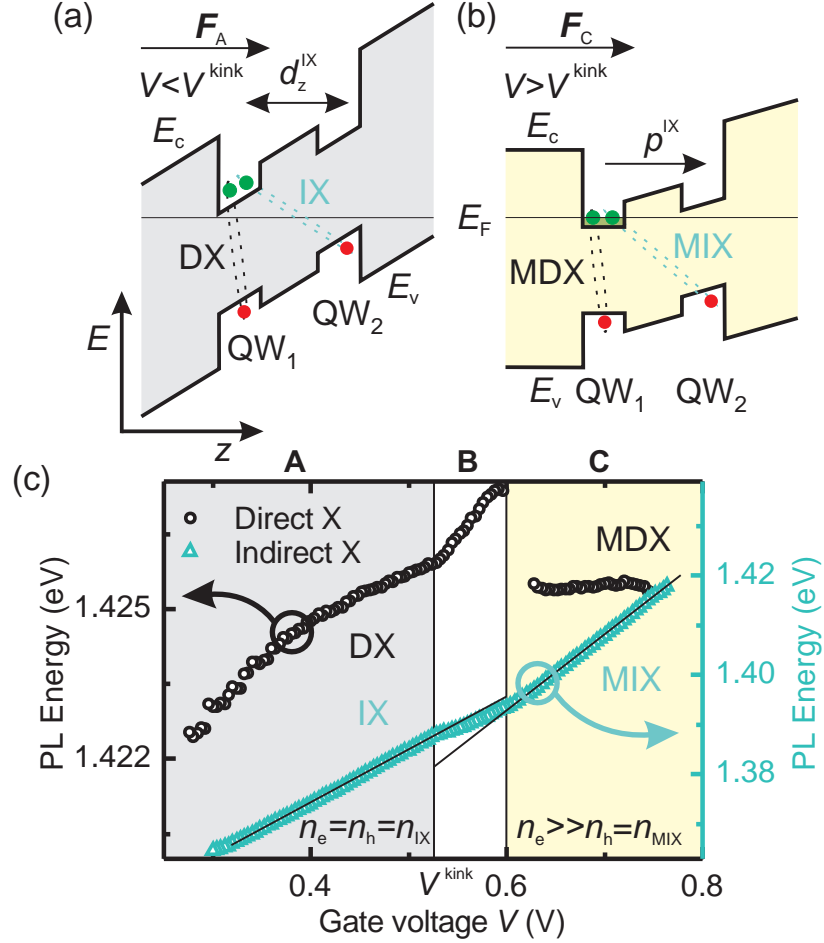 (a)
F_A
V<V^kink
d_z^IX
E_c
IX
DX
E_v
QW_1
QW_2
E
z
(b)
F_C
V>V^kink
E_c
p^IX
E_F
MDX
MIX
E_v
QW_1
QW_2
(c)
A B C
Direct X
Indirect X
MDX
DX
IX
MIX
n_e=n_h=n_IX
n_e>>n_h=n_MIX
1.425
1.422
PL Energy (eV)
1.42
1.40
1.38
PL Energy (eV)
0.4 V^kink 0.6 0.8
Gate voltage V (V)